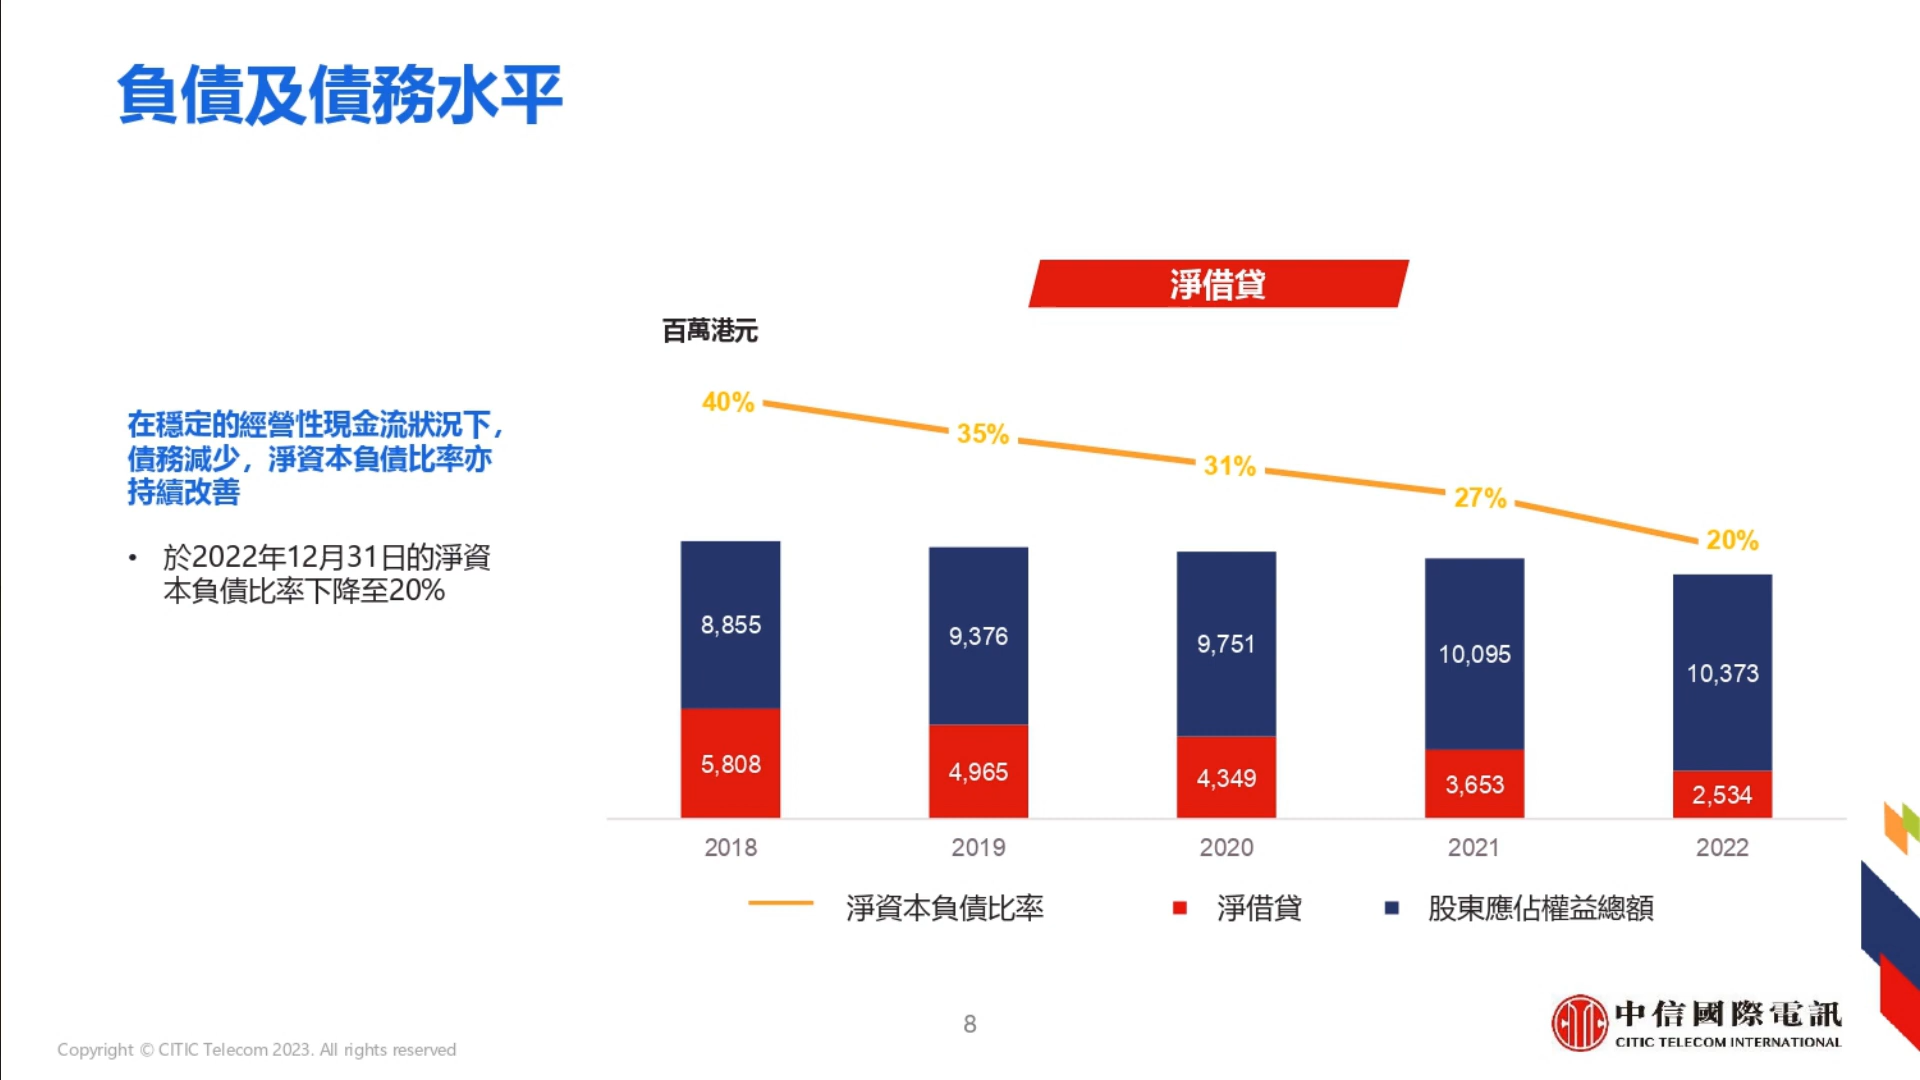 負債及債務水平
淨借貸
百萬港元
在穩定的經營性現金流狀況下，
債務減少，淨資本負債比率亦
持續改善
• 於2022年12月31日的淨資
本負債比率下降至20%
40%
35%
31%
27%
20%
8,855
9,376
9,751
10,095
10,373
5,808
4,965
4,349
3,653
2,534
2018 2019 2020 2021 2022
淨資本負債比率 淨借貸 股東應佔權益總額
8
Copyright © CITIC Telecom 2023. All rights reserved
中信國際電訊
CITIC TELECOM INTERNATIONAL